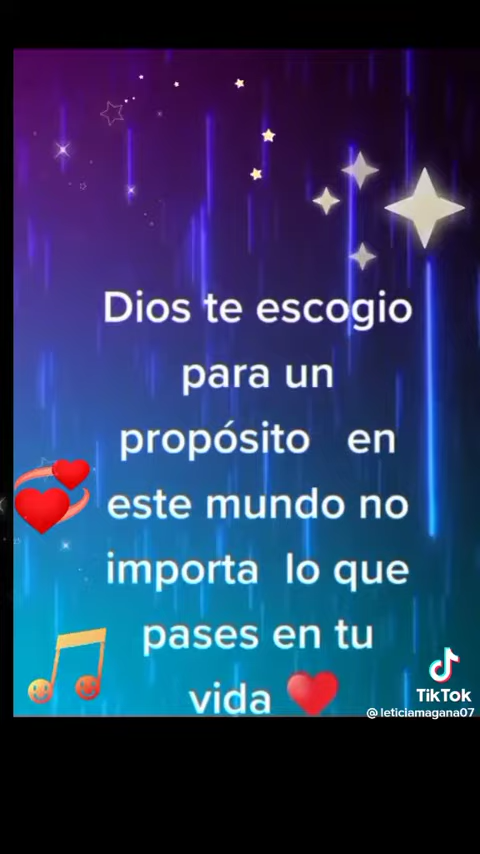 Dios te escogio
para un
propósito en
este mundo no
importa lo que
pases en tu
vida ❤️
TikTok
@leticiamagana07